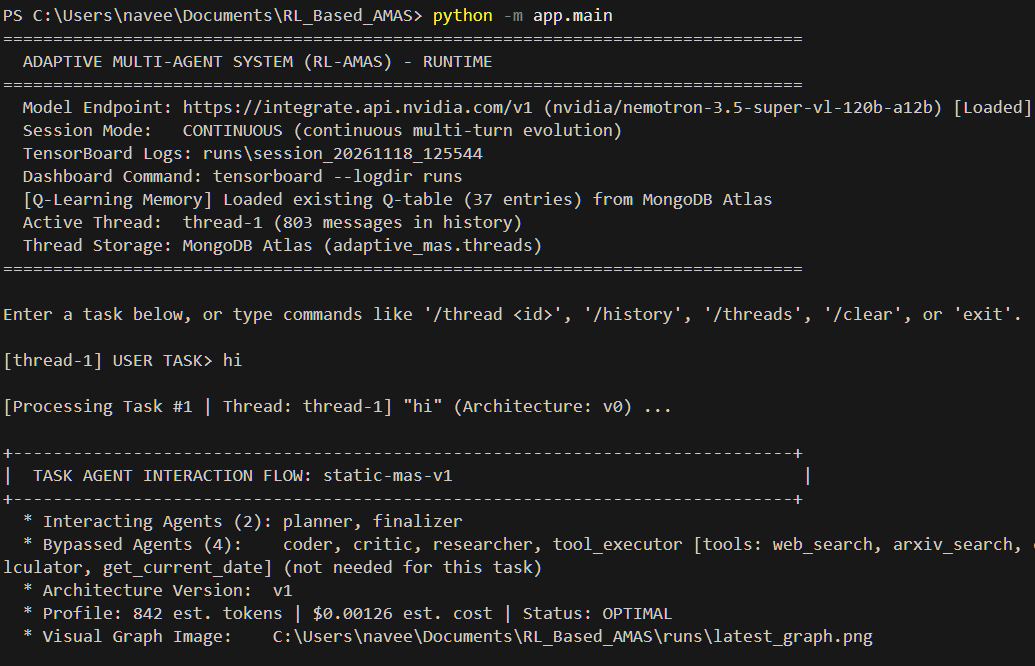 PS C:\Users\navee\Documents\RL_Based_AMAS> python -m app.main
================================================================================
ADAPTIVE MULTI-AGENT SYSTEM (RL-AMAS) - RUNTIME
================================================================================
Model Endpoint: https://integrate.api.nvidia.com/v1 (nvidia/nemotron-3.5-super-vl-120b-a12b) [Loaded]
Session Mode:   CONTINUOUS (continuous multi-turn evolution)
TensorBoard Logs: runs\session_20261118_125544
Dashboard Command: tensorboard --logdir runs
[Q-Learning Memory] Loaded existing Q-table (37 entries) from MongoDB Atlas
Active Thread:  thread-1 (803 messages in history)
Thread Storage: MongoDB Atlas (adaptive_mas.threads)
================================================================================
Enter a task below, or type commands like '/thread <id>', '/history', '/threads', '/clear', or 'exit'.
[thread-1] USER TASK> hi
[Processing Task #1 | Thread: thread-1] "hi" (Architecture: v0) ...
+------------------------------------------------------------------------------+
|  TASK AGENT INTERACTION FLOW: static-mas-v1                                   |
+------------------------------------------------------------------------------+
* Interacting Agents (2): planner, finalizer
* Bypassed Agents (4):    coder, critic, researcher, tool_executor [tools: web_search, arxiv_search,
lculator, get_current_date] (not needed for this task)
* Architecture Version:  v1
* Profile: 842 est. tokens | $0.00126 est. cost | Status: OPTIMAL
* Visual Graph Image:    C:\Users\navee\Documents\RL_Based_AMAS\runs\latest_graph.png